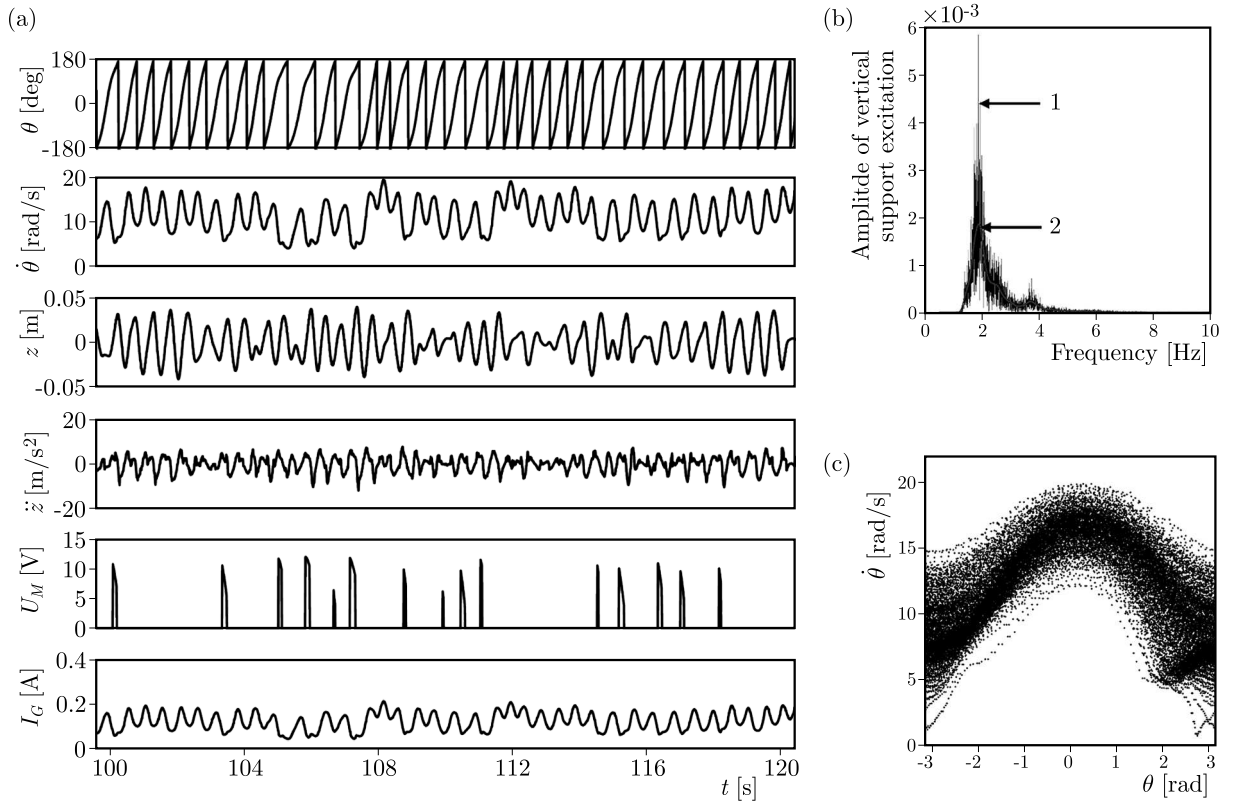 (a)
180
0
-180
θ [deg]
20
10
0
θ̇ [rad/s]
0.05
0
-0.05
z [m]
20
0
-20
z̈ [m/s²]
15
10
5
0
U_M [V]
0.4
0.2
0
I_G [A]
100 104 108 112 116 120
t [s]
(b)
×10⁻³
6
5
4
3
2
1
0
Amplitde of vertical
support excitation
1
2
0 2 4 6 8 10
Frequency [Hz]
(c)
20
15
10
5
0
θ̇ [rad/s]
-3 -2 -1 0 1 2 3
θ [rad]